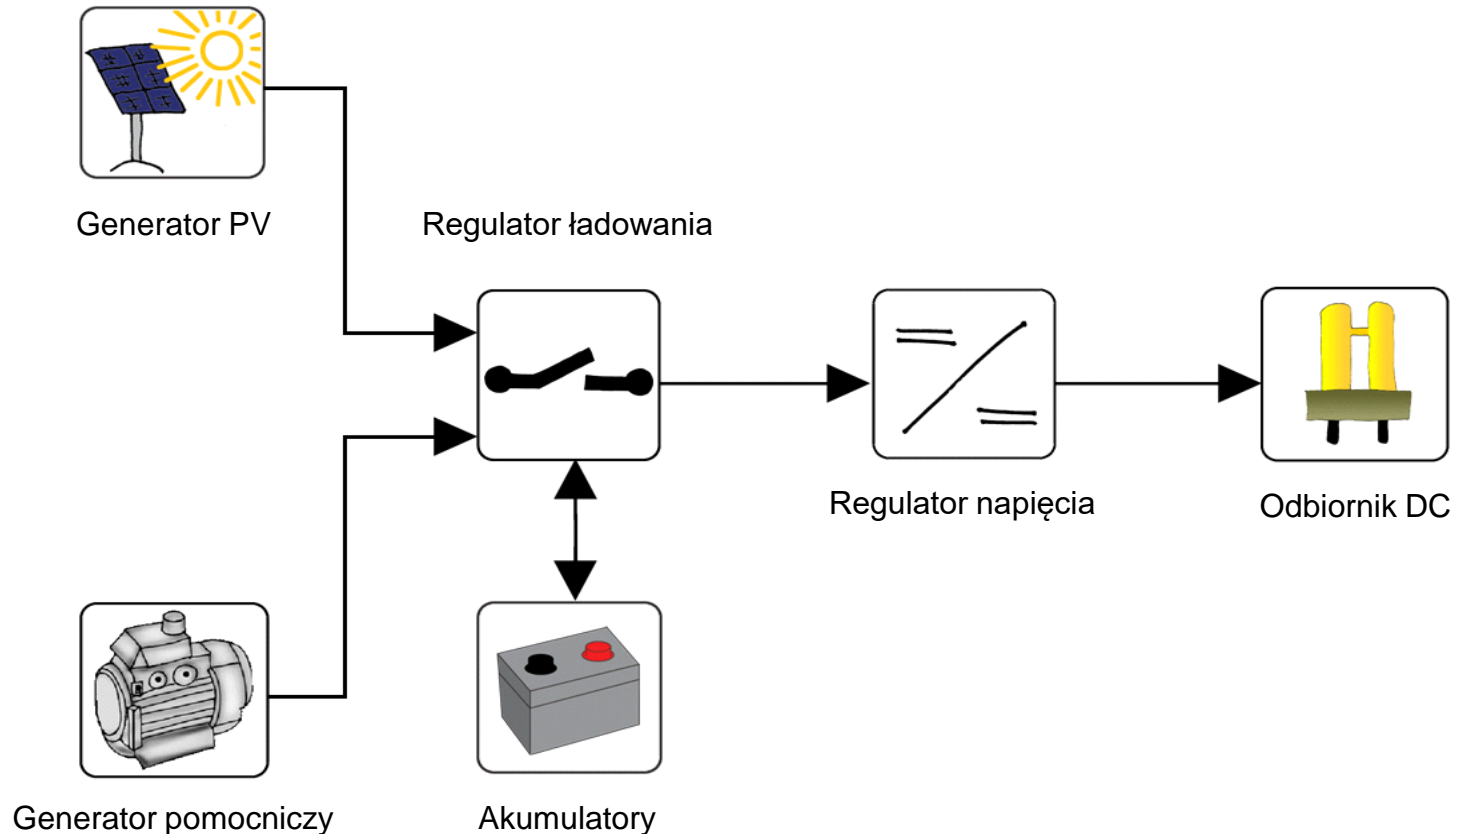 Generator PV
Regulator ładowania
Regulator napięcia
Odbiornik DC
Generator pomocniczy
Akumulatory